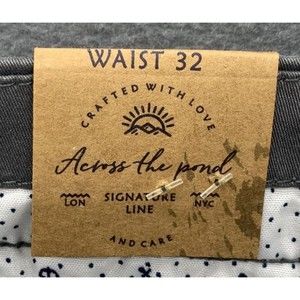 WAIST 32
CRAFTED WITH LOVE
Across the pond
LON SIGNATURE NYC
LINE
AND CARE